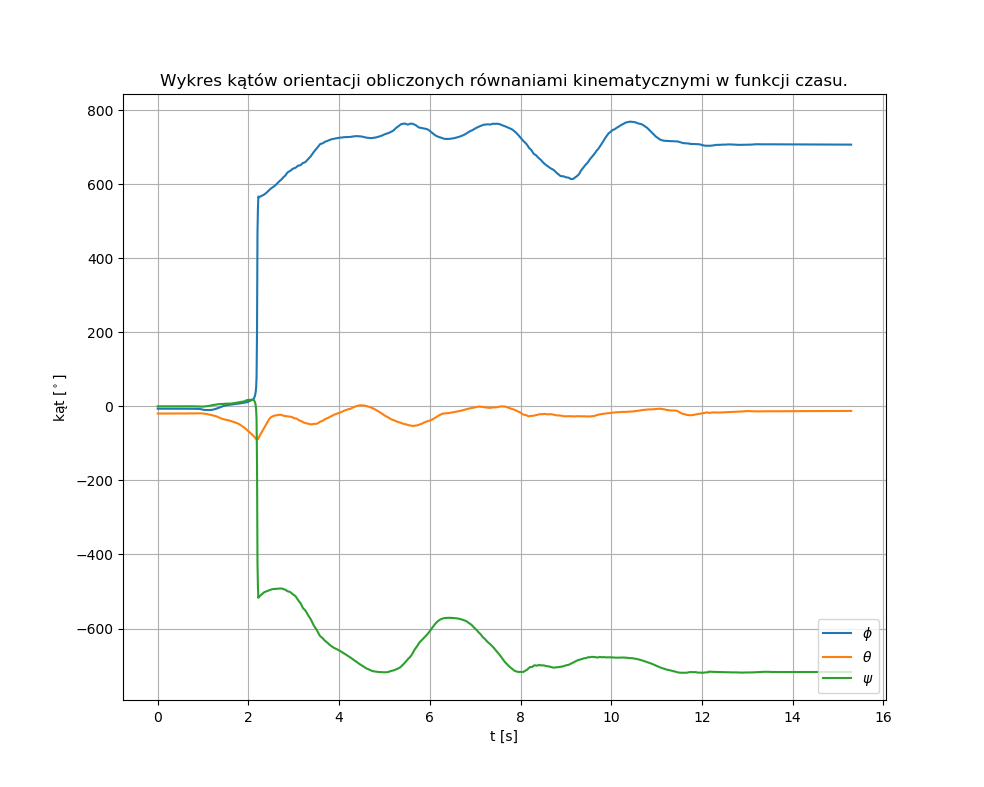 Wykres kątów orientacji obliczonych równaniami kinematycznymi w funkcji czasu.
800
600
400
200
0
−200
−400
−600
kąt [°]
0 2 4 6 8 10 12 14 16
t [s]
ϕ
θ
ψ